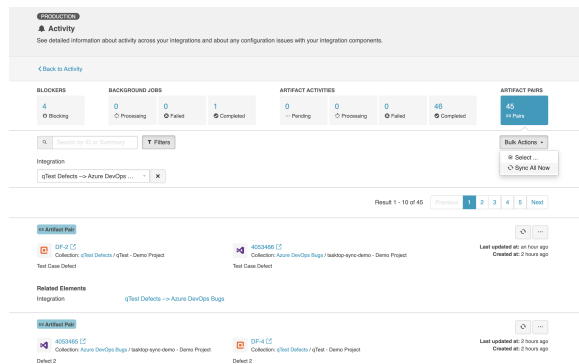 PRODUCTION
Activity
See detailed information about activity across your integrations and about any configuration issues with your integration components.
Back to Activity
BLOCKERS BACKGROUND JOBS ARTIFACT ACTIVITIES ARTIFACT PAIRS
4 0 0 1 0 0 0 46 45
Blocking Processing Failed Completed Pending Processing Failed Completed Pairs
Search by ID or Summary Filters Bulk Actions
Select ...
Integration
Sync All Now
qTest Defects --> Azure DevOps ...
Result 1 - 10 of 45 Previous 1 2 3 4 5 Next
Artifact Pair
DF-2 4053466 Last updated at: an hour ago
Collection: qTest Defects / qTest - Demo Project Collection: Azure DevOps Bugs / tasktop-sync-demo - Demo Project Created at: 2 hours ago
Test Case Defect Test Case Defect
Related Elements
Integration qTest Defects --> Azure DevOps Bugs
Artifact Pair
4053465 DF-4 Last updated at: 2 hours ago
Collection: Azure DevOps Bugs / tasktop-sync-demo - Demo Project Collection: qTest Defects / qTest - Demo Project Created at: 2 hours ago
Defect 2 Defect 2